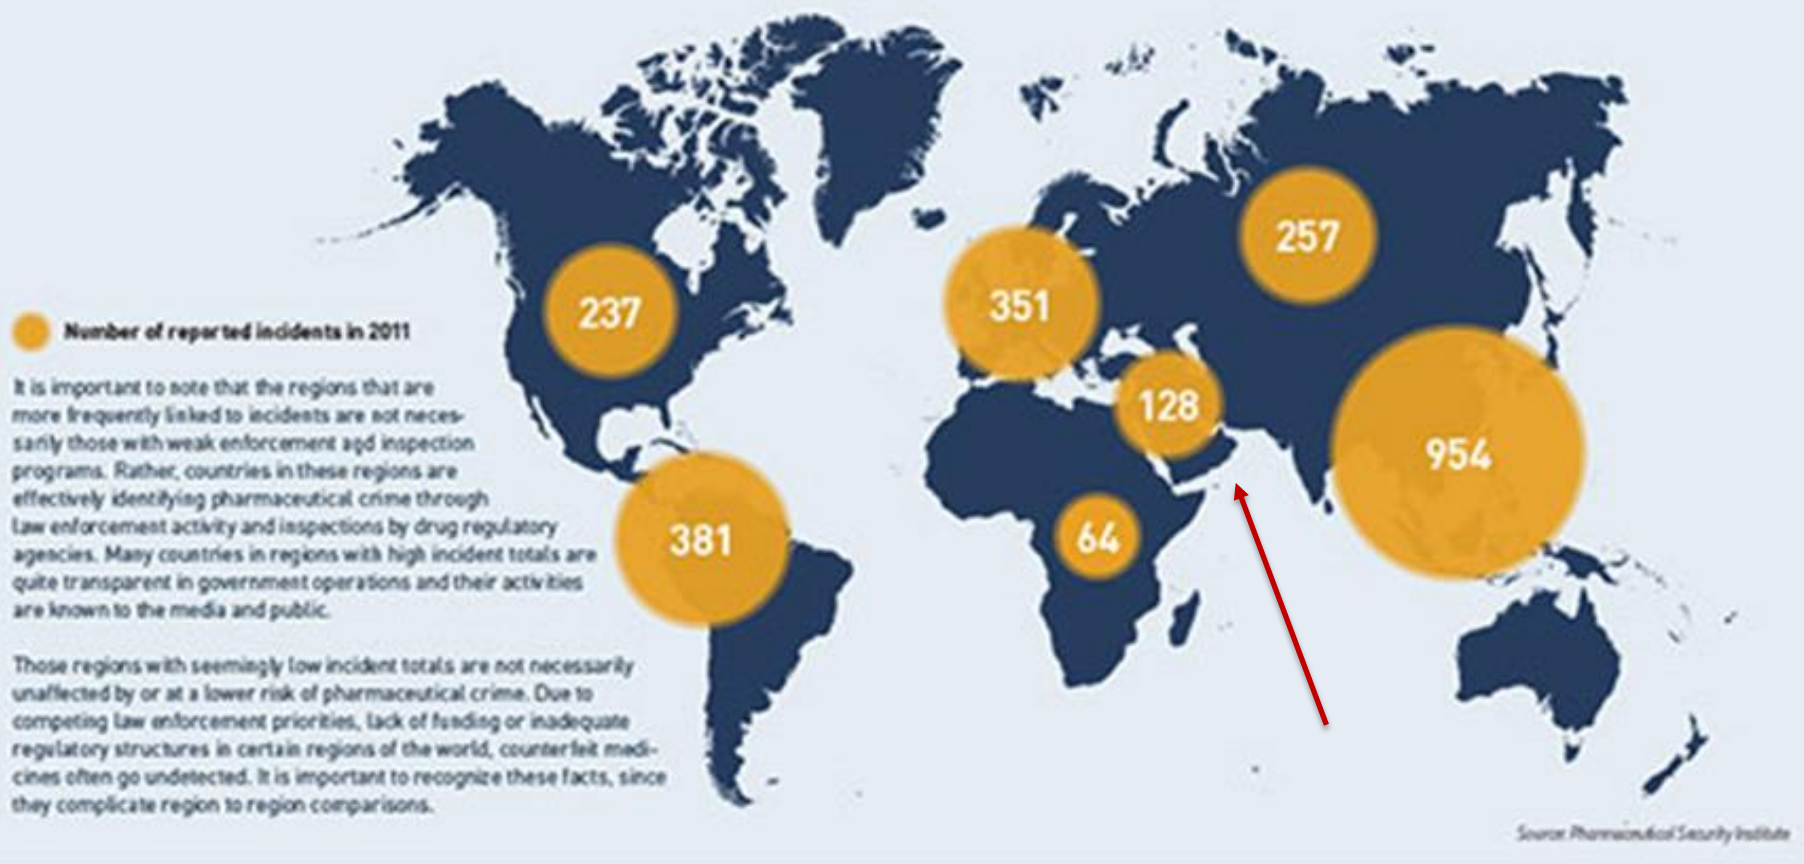 257
351
237
Number of reported incidents in 2011
128
954
It is important to note that the regions that are
more frequently linked to incidents are not neces-
sarily those with weak enforcement and inspection
programs. Rather, countries in these regions are
effectively identifying pharmaceutical crime through
law enforcement activity and inspections by drug regulatory
agencies. Many countries in regions with high incident totals are
quite transparent in government operations and their activities
are known to the media and public.
381
64
Those regions with seemingly low incident totals are not necessarily
unaffected by or at a lower risk of pharmaceutical crime. Due to
competing law enforcement priorities, lack of funding or inadequate
regulatory structures in certain regions of the world, counterfeit medi-
cines often go undetected. It is important to recognize these facts, since
they complicate region to region comparisons.
Source: Pharmaceutical Security Institute